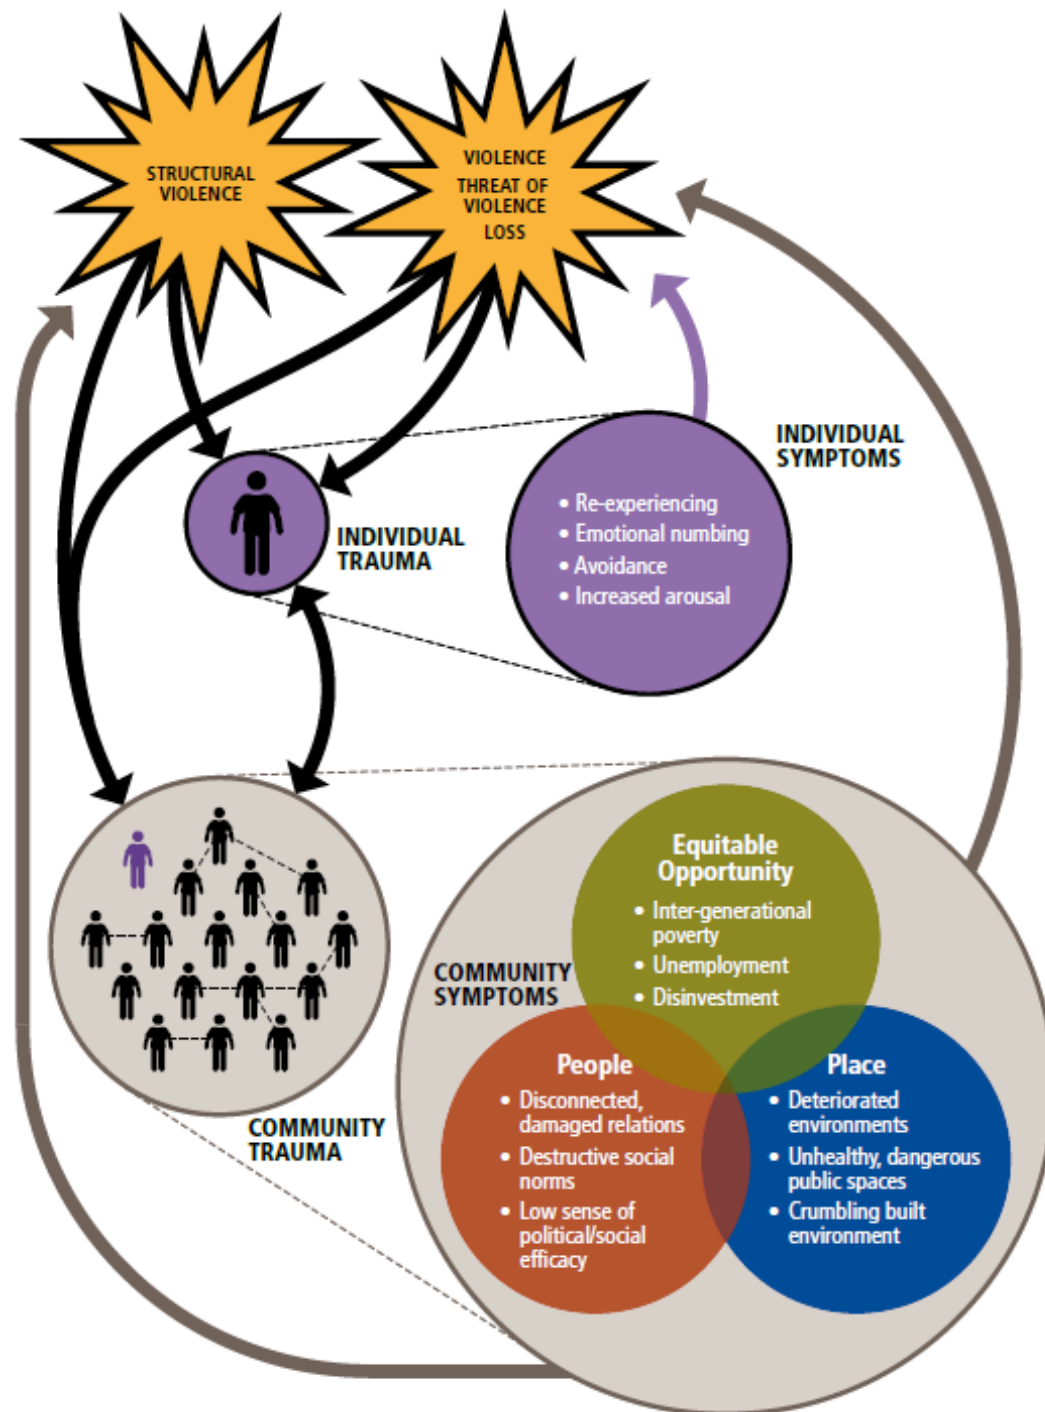 STRUCTURAL
VIOLENCE
VIOLENCE
THREAT OF
VIOLENCE
LOSS
INDIVIDUAL
SYMPTOMS
• Re-experiencing
• Emotional numbing
• Avoidance
• Increased arousal
INDIVIDUAL
TRAUMA
Equitable
Opportunity
• Inter-generational
poverty
• Unemployment
• Disinvestment
COMMUNITY
SYMPTOMS
People
• Disconnected,
damaged relations
• Destructive social
norms
• Low sense of
political/social
efficacy
Place
• Deteriorated
environments
• Unhealthy, dangerous
public spaces
• Crumbling built
environment
COMMUNITY
TRAUMA